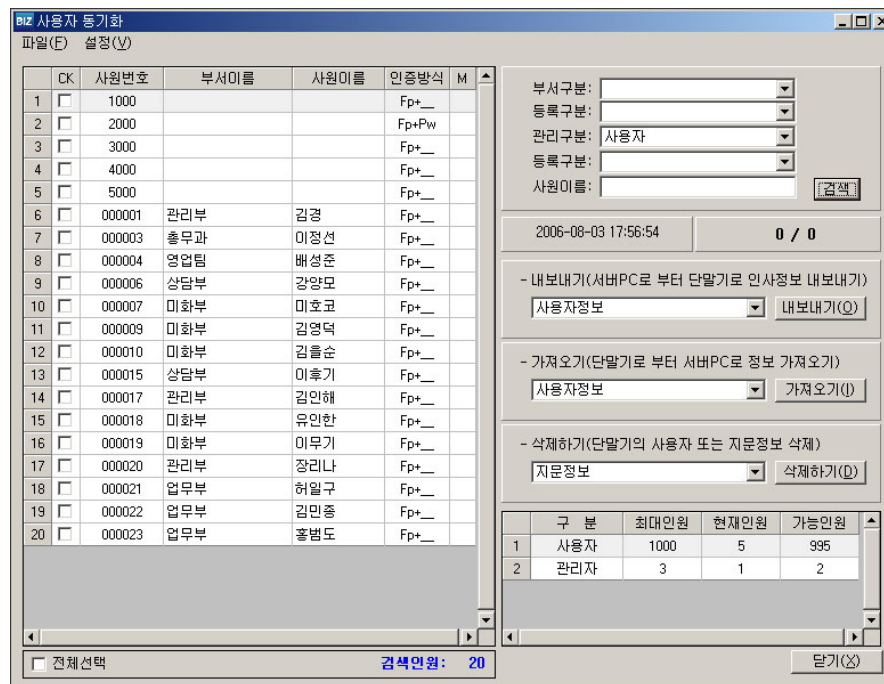 BIZ 사용자 동기화
파일(F) 설정(V)
CK 사원번호 부서이름 사원이름 인증방식 M
1 1000 Fp+__
2 2000 Fp+Pw
3 3000 Fp+__
4 4000 Fp+__
5 5000 Fp+__
6 000001 관리부 김경 Fp+__
7 000003 총무과 이정선 Fp+__
8 000004 영업팀 배성준 Fp+__
9 000006 상담부 강양모 Fp+__
10 000007 미화부 미호코 Fp+__
11 000009 미화부 김영덕 Fp+__
12 000010 미화부 김을순 Fp+__
13 000015 상담부 이후기 Fp+__
14 000017 관리부 김인해 Fp+__
15 000018 미화부 유인한 Fp+__
16 000019 미화부 이무기 Fp+__
17 000020 관리부 장리나 Fp+__
18 000021 업무부 허일구 Fp+__
19 000022 업무부 김민종 Fp+__
20 000023 업무부 홍범도 Fp+__
전체선택 검색인원: 20
부서구분:
등록구분:
관리구분: 사용자
등록구분:
사원이름: 검색
2006-08-03 17:56:54 0 / 0
- 내보내기(서버PC로 부터 단말기로 인사정보 내보내기)
사용자정보 내보내기(O)
- 가져오기(단말기로 부터 서버PC로 정보 가져오기)
사용자정보 가져오기(I)
- 삭제하기(단말기의 사용자 또는 지문정보 삭제)
지문정보 삭제하기(D)
구 분 최대인원 현재인원 가능인원
1 사용자 1000 5 995
2 관리자 3 1 2
닫기(X)